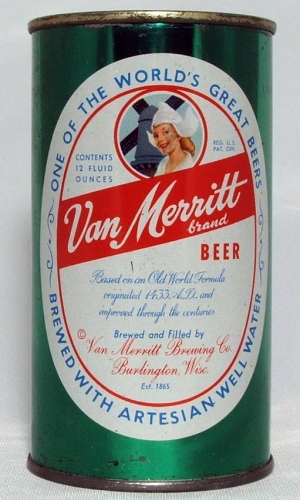 ONE OF THE WORLD'S GREAT BEERS
CONTENTS
12 FLUID
OUNCES
REG. U.S.
PAT. OFF.
Van Merritt
brand
BEER
Based on an Old World Formula
originated 1433 A.D. and
improved through the centuries
Brewed and Filled by
© Van Merritt Brewing Co.
Burlington, Wisc.
Est. 1865
BREWED WITH ARTESIAN WELL WATER